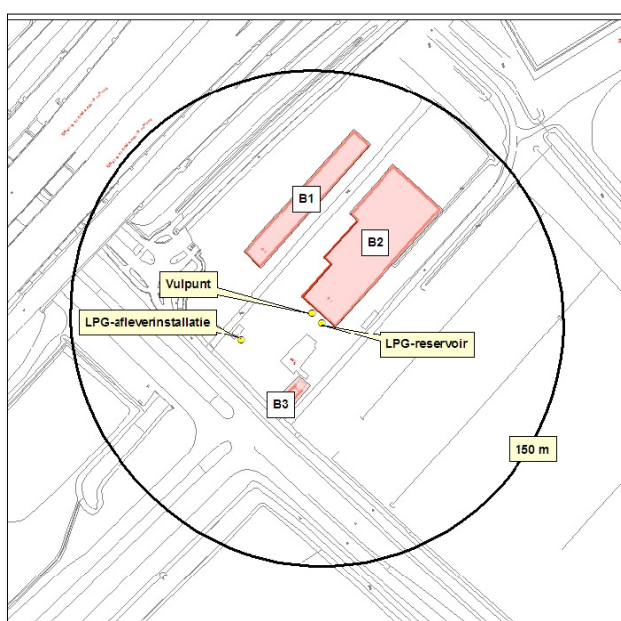 B1
B2
Vulpunt
LPG-afleverinstallatie
LPG-reservoir
B3
150 m